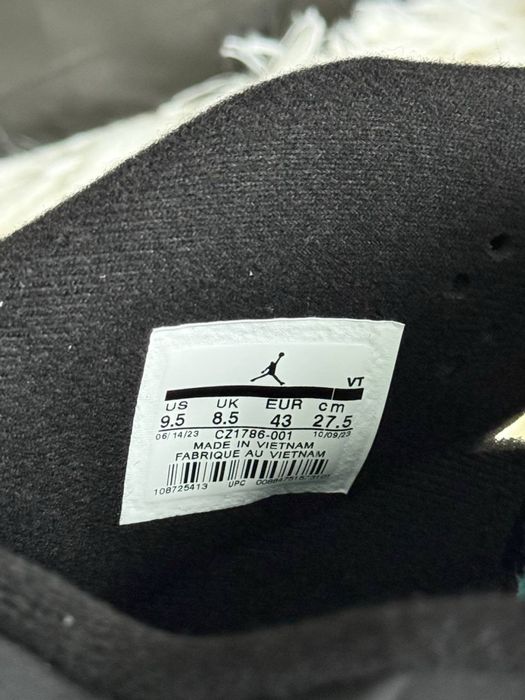 VT
US UK EUR cm
9.5 8.5 43 27.5
06/14/23 CZ1786-001 10/09/23
MADE IN VIETNAM
FABRIQUE AU VIETNAM
108725413 UPC